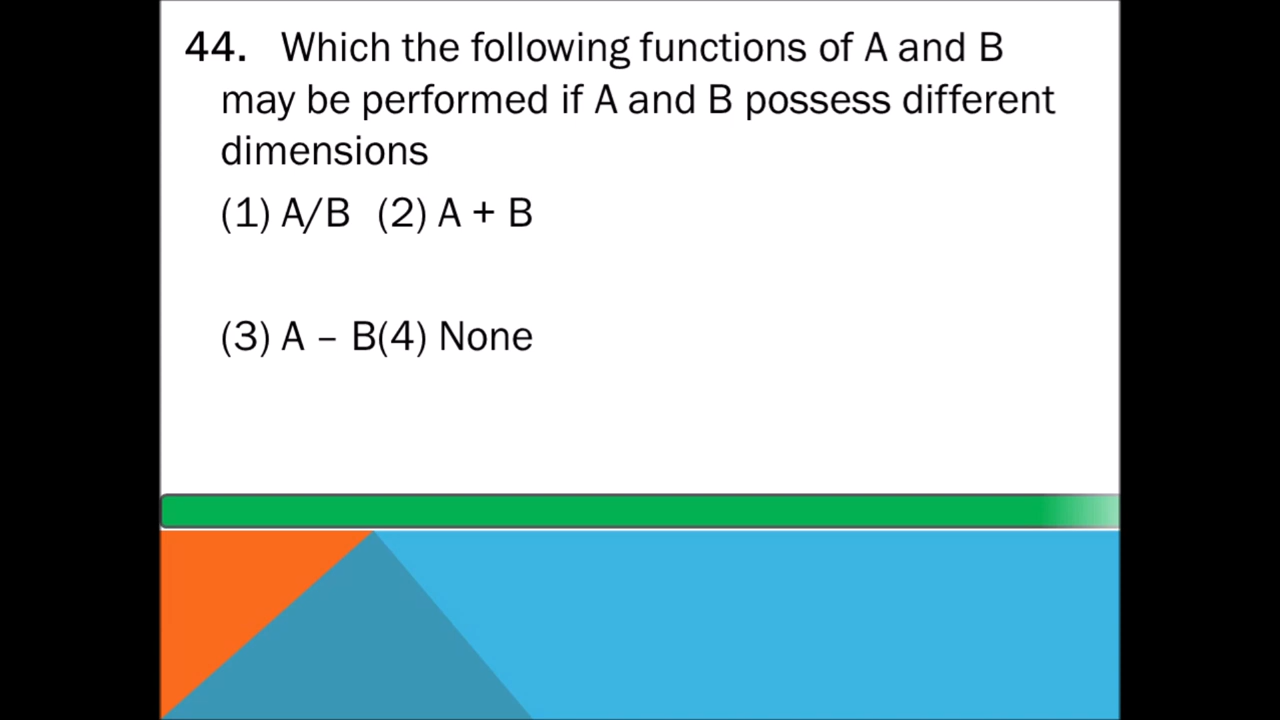 44. Which the following functions of A and B
may be performed if A and B possess different
dimensions
(1) A/B (2) A + B
(3) A – B(4) None